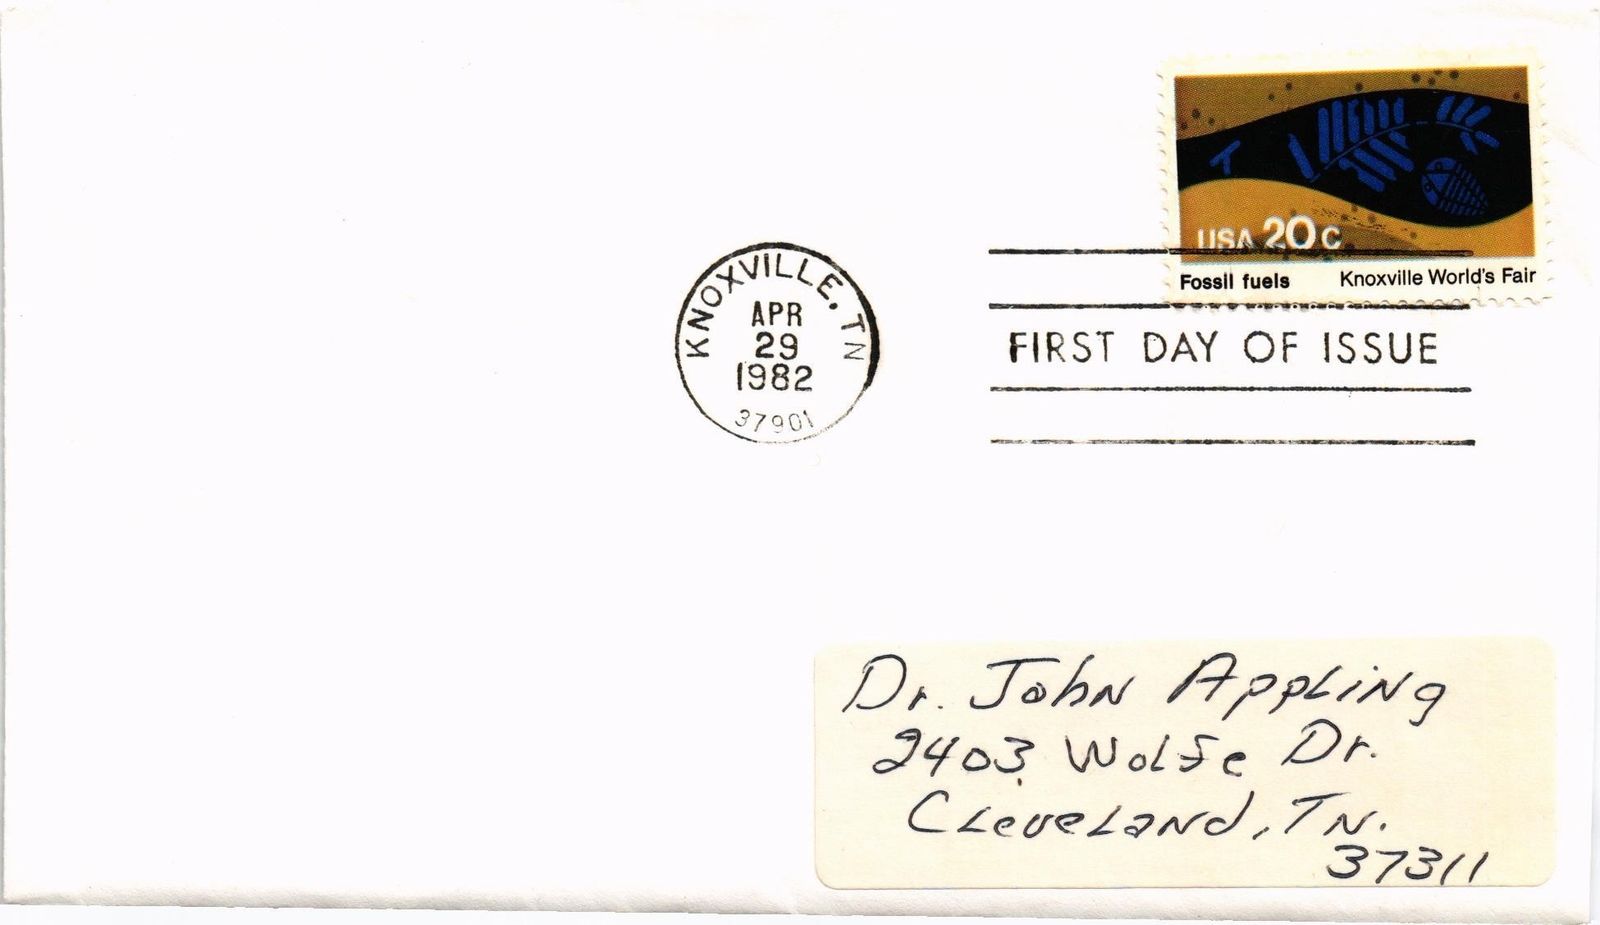 USA 20c
Fossil fuels Knoxville World's Fair
KNOXVILLE, TN
APR
29
1982
37901
FIRST DAY OF ISSUE
Dr. John Appling
2403 Wolfe Dr.
Cleveland, TN.
37311